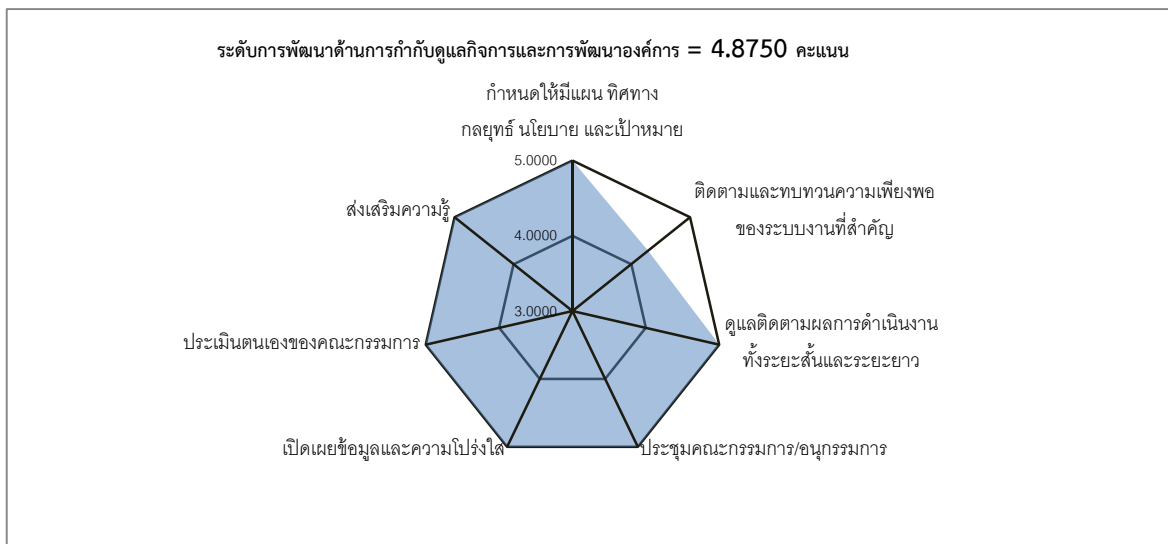 ระดับการพัฒนาด้านการกำกับดูแลกิจการและการพัฒนาองค์การ = 4.8750 คะแนน
กำหนดให้มีแผน ทิศทาง
กลยุทธ์ นโยบาย และเป้าหมาย
5.0000
ติดตามและทบทวนความเพียงพอ
ของระบบงานที่สำคัญ
ส่งเสริมความรู้
4.0000
3.0000
ดูแลติดตามผลการดำเนินงาน
ทั้งระยะสั้นและระยะยาว
ประเมินตนเองของคณะกรรมการ
เปิดเผยข้อมูลและความโปร่งใส
ประชุมคณะกรรมการ/อนุกรรมการ